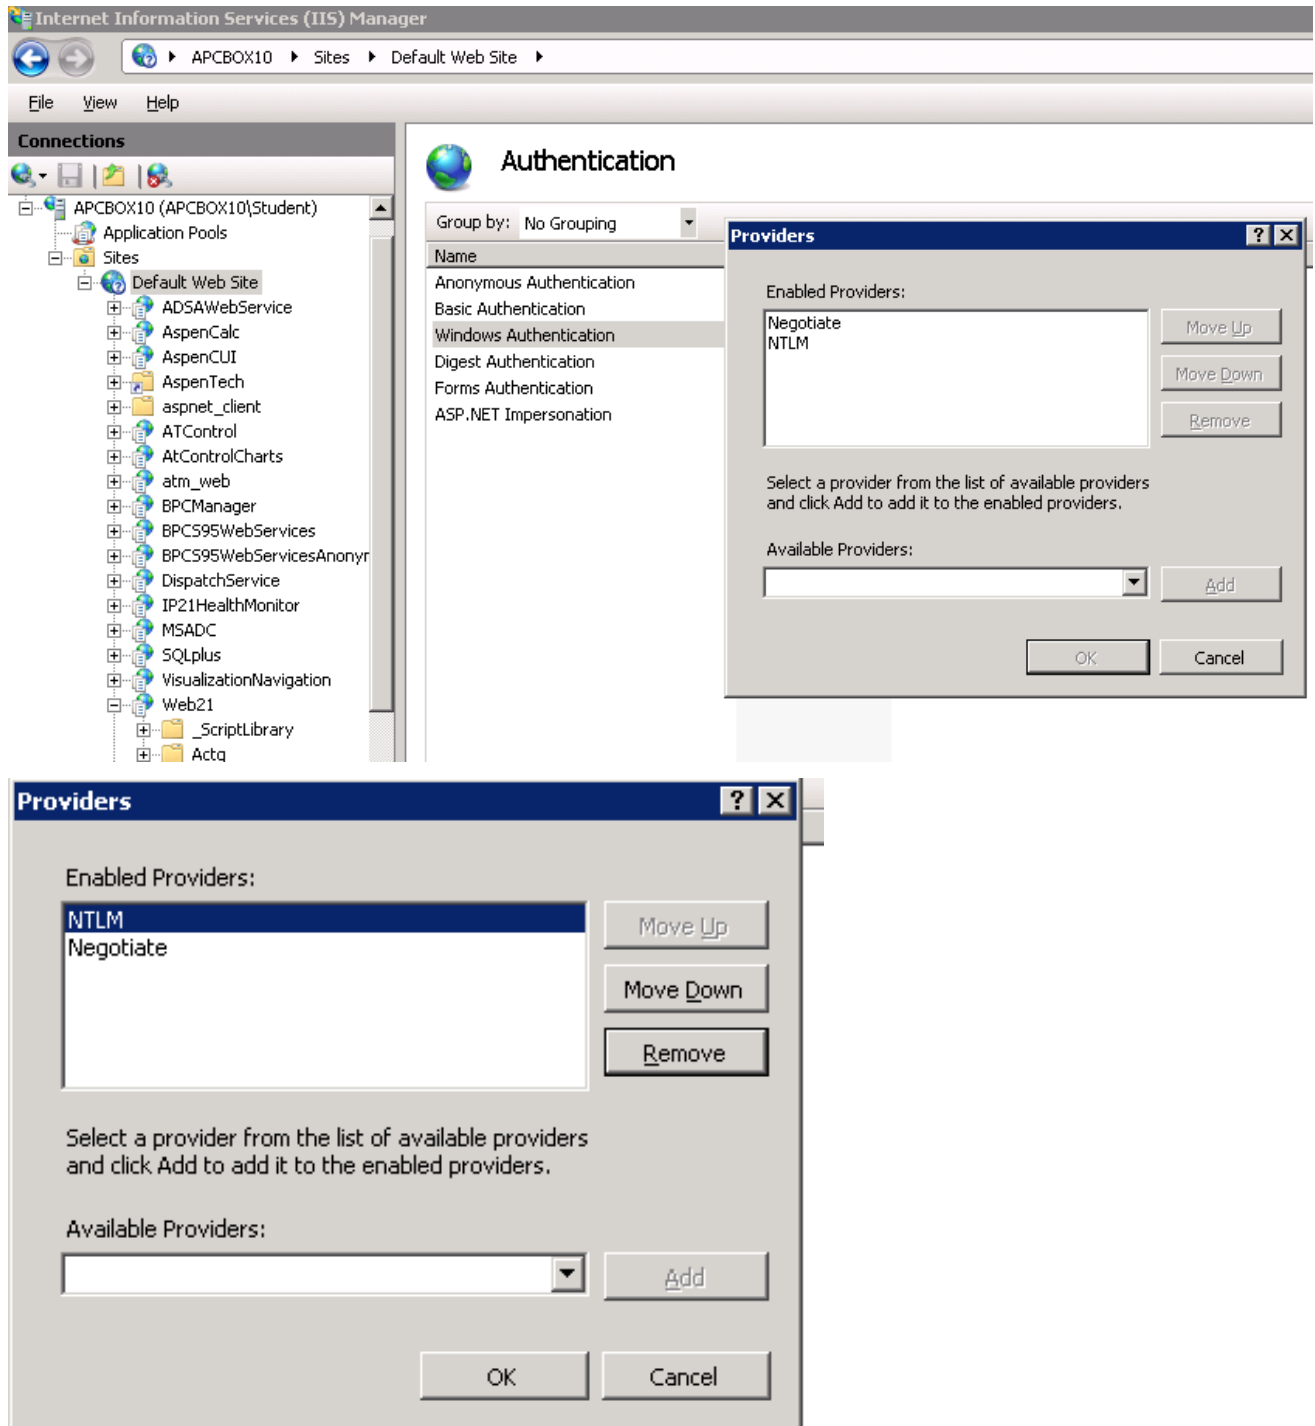 Internet Information Services (IIS) Manager
APCBOX10 Sites Default Web Site
File View Help
Connections
APCBOX10 (APCBOX10\Student)
Application Pools
Sites
Default Web Site
ADSAWebService
AspenCalc
AspenCUI
AspenTech
aspnet_client
ATControl
AtControlCharts
atm_web
BPCManager
BPCS95WebServices
BPCS95WebServicesAnonyr
DispatchService
IP21HealthMonitor
MSADC
SQLplus
VisualizationNavigation
Web21
_ScriptLibrary
Actg
Authentication
Group by: No Grouping
Name
Anonymous Authentication
Basic Authentication
Windows Authentication
Digest Authentication
Forms Authentication
ASP.NET Impersonation
Providers
Enabled Providers:
Negotiate
NTLM
Move Up
Move Down
Remove
Select a provider from the list of available providers
and click Add to add it to the enabled providers.
Available Providers:
Add
OK Cancel
Providers
Enabled Providers:
NTLM
Negotiate
Move Up
Move Down
Remove
Select a provider from the list of available providers
and click Add to add it to the enabled providers.
Available Providers:
Add
OK Cancel